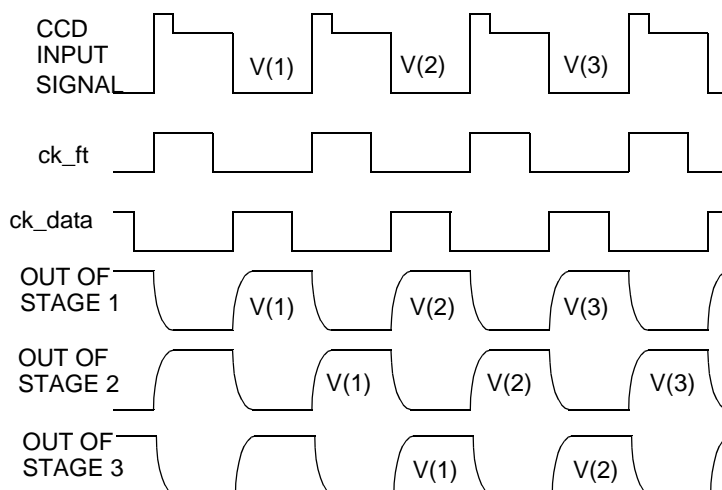 CCD
INPUT
SIGNAL
V(1) V(2) V(3)
ck_ft
ck_data
OUT OF
STAGE 1
V(1) V(2) V(3)
OUT OF
STAGE 2
V(1) V(2) V(3)
OUT OF
STAGE 3
V(1) V(2)